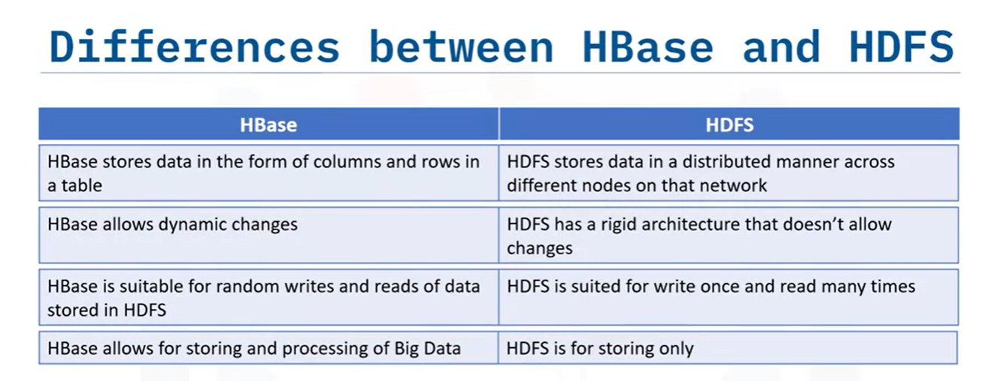 Differences between HBase and HDFS
HBase
HDFS
HBase stores data in the form of columns and rows in
a table
HDFS stores data in a distributed manner across
different nodes on that network
HBase allows dynamic changes
HDFS has a rigid architecture that doesn’t allow
changes
HBase is suitable for random writes and reads of data
stored in HDFS
HDFS is suited for write once and read many times
HBase allows for storing and processing of Big Data
HDFS is for storing only